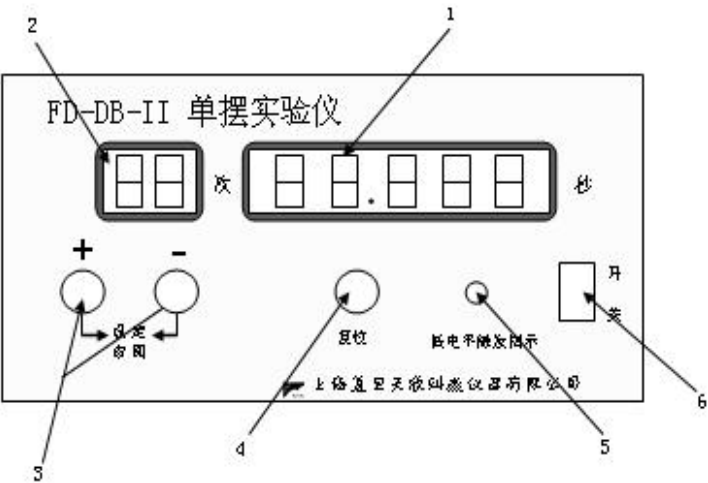 2
1
FD-DB-II 单摆实验仪
次
秒
+
-
开
设定
关
复位
低电平触发指示
上海复旦天欣科教仪器有限公司
3
4
5
6